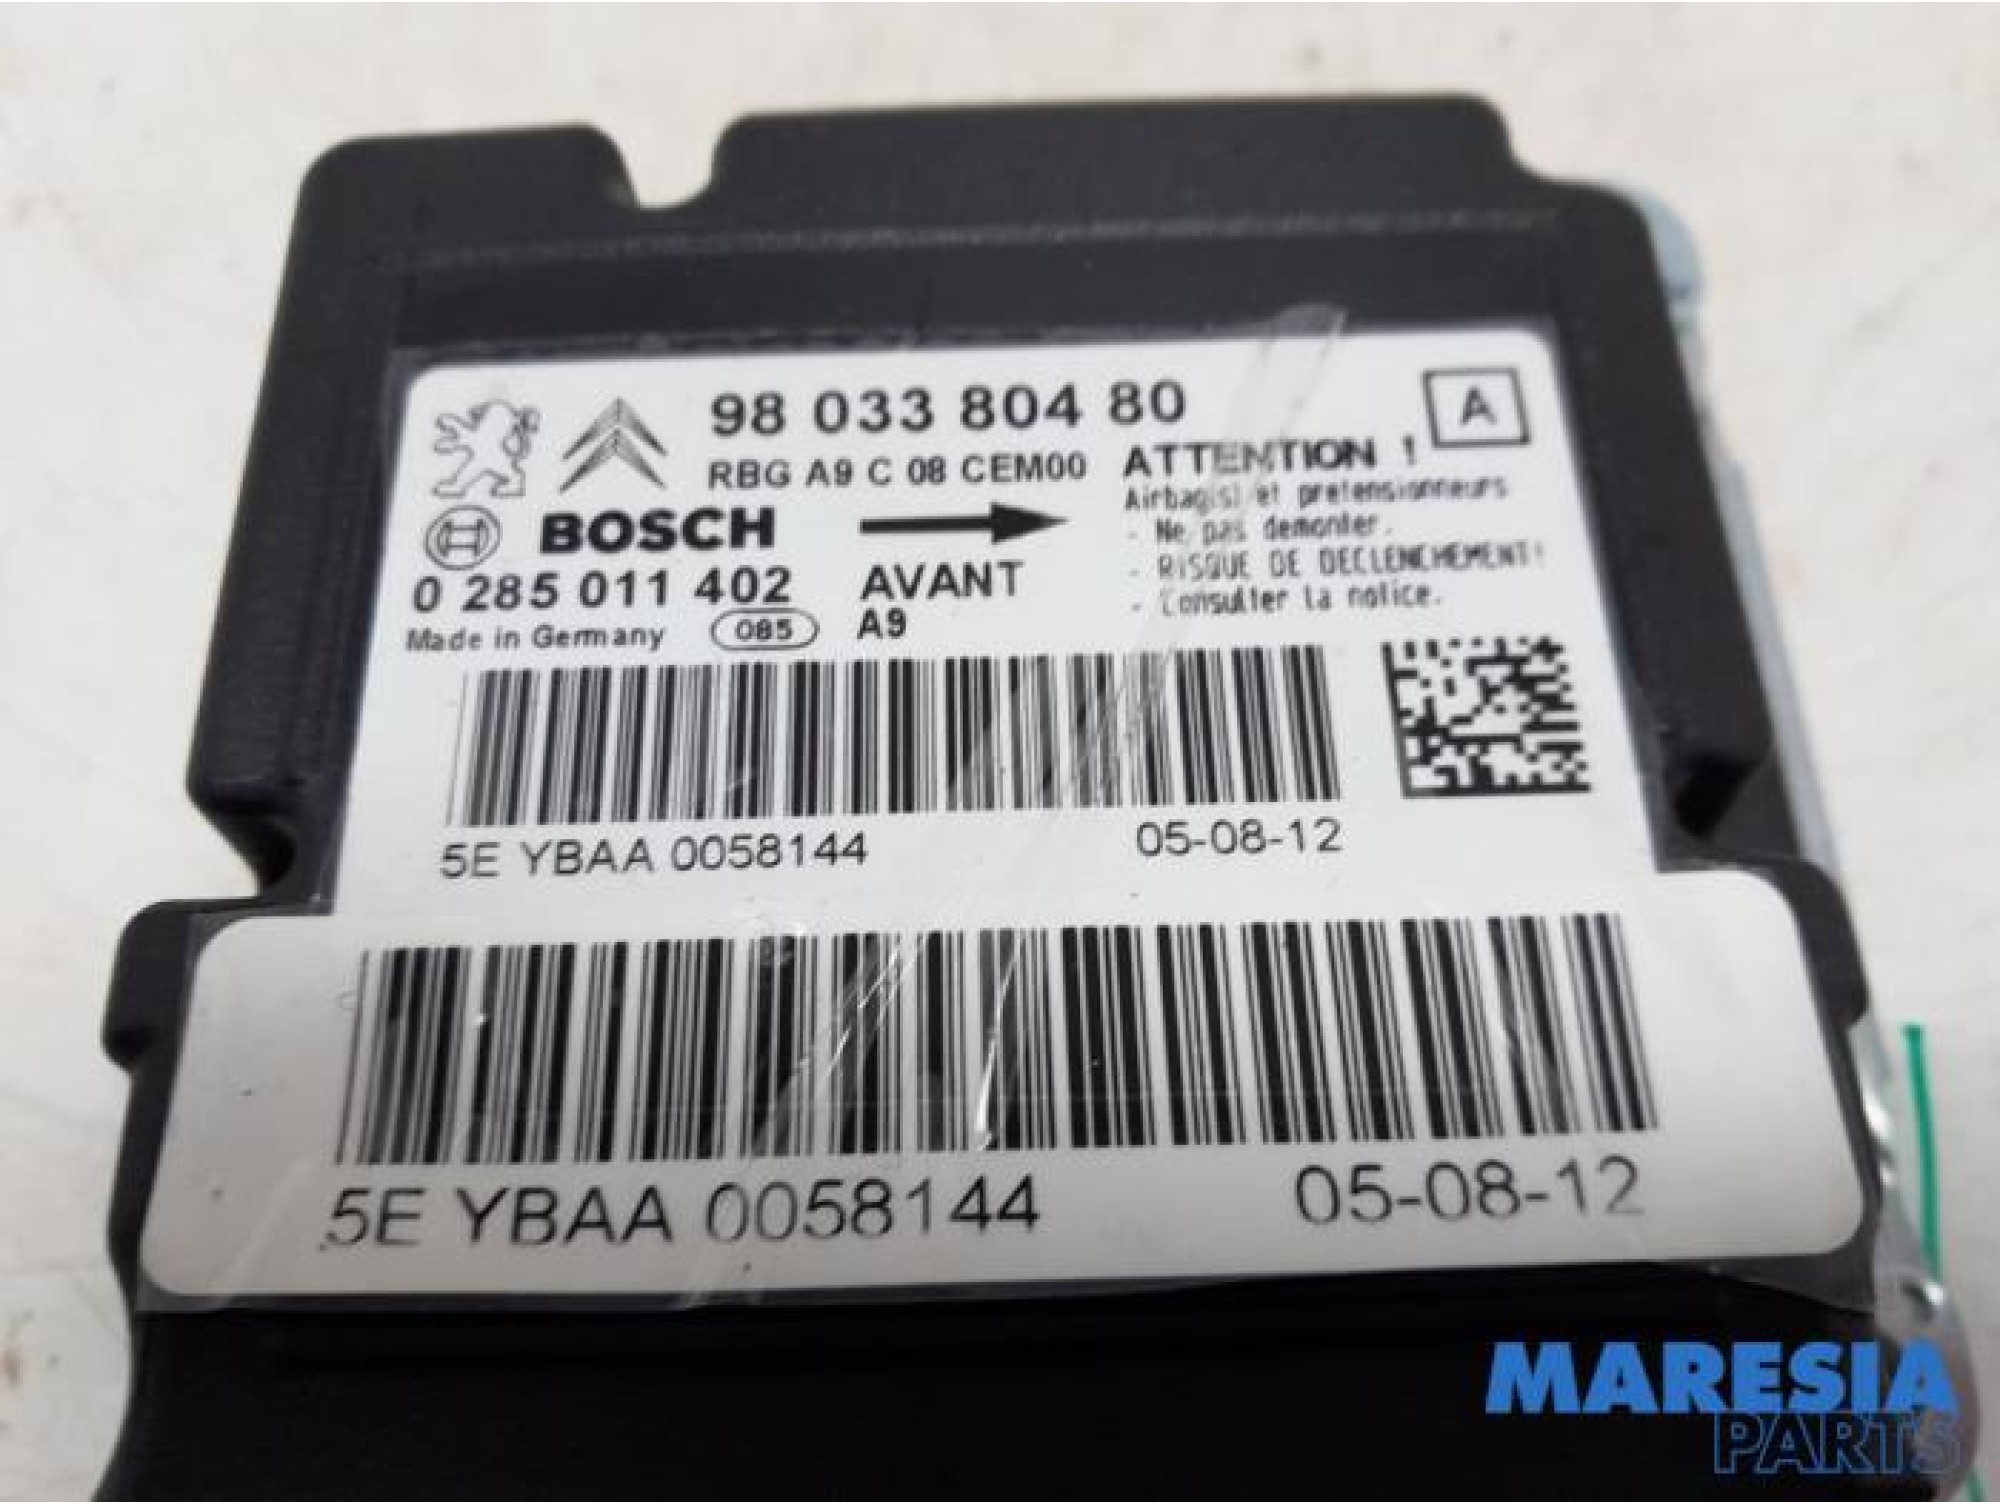 98 033 804 80
A
RBG A9 C 08 CEM00
ATTENTION !
Airbag(s) et pretensionneurs
- Ne pas demonter.
- RISQUE DE DECLENCHEMENT!
- Consulter la notice.
BOSCH
0 285 011 402
AVANT
Made in Germany
085
A9
5E YBAA 0058144
05-08-12
5E YBAA 0058144
05-08-12
MARESIA
PARTS